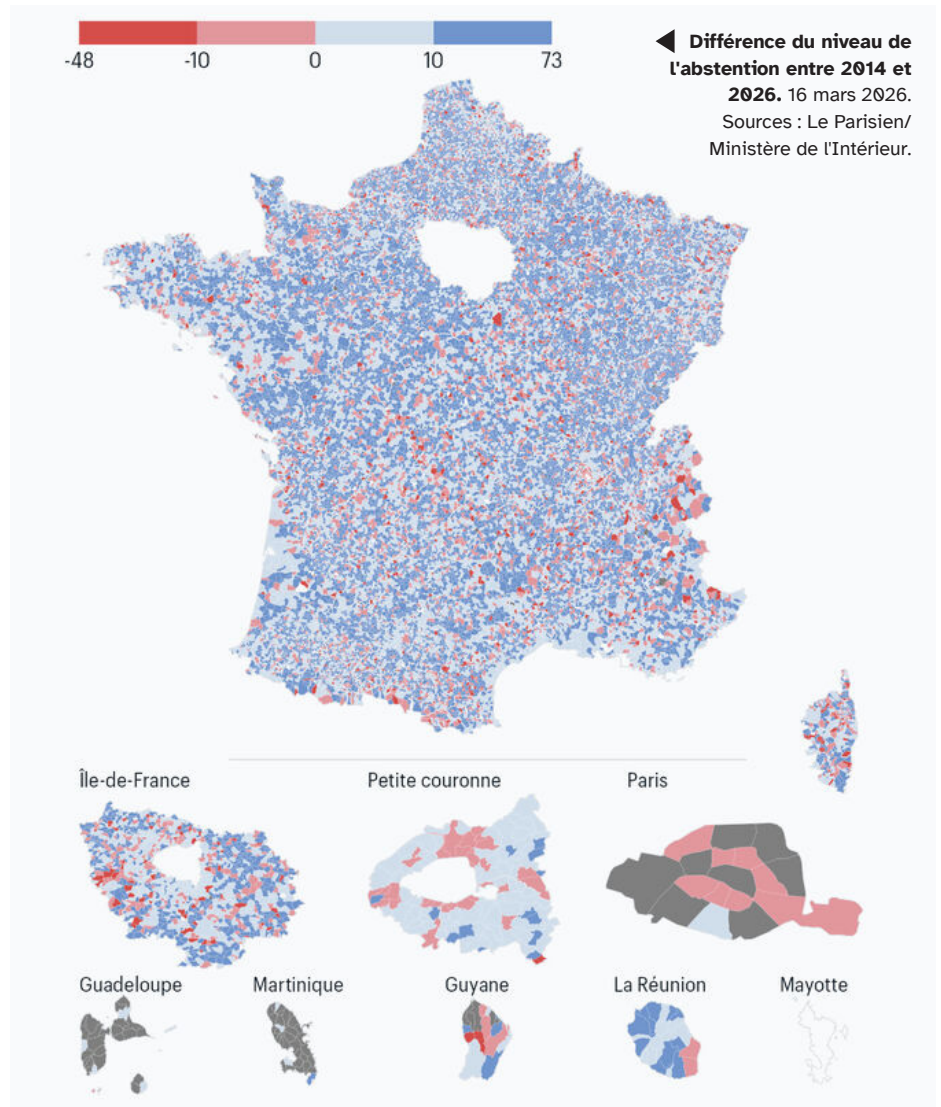 -48 -10 0 10 73
◀ Différence du niveau de
l'abstention entre 2014 et
2026. 16 mars 2026.
Sources : Le Parisien/
Ministère de l'Intérieur.
Île-de-France Petite couronne Paris
Guadeloupe Martinique Guyane La Réunion Mayotte